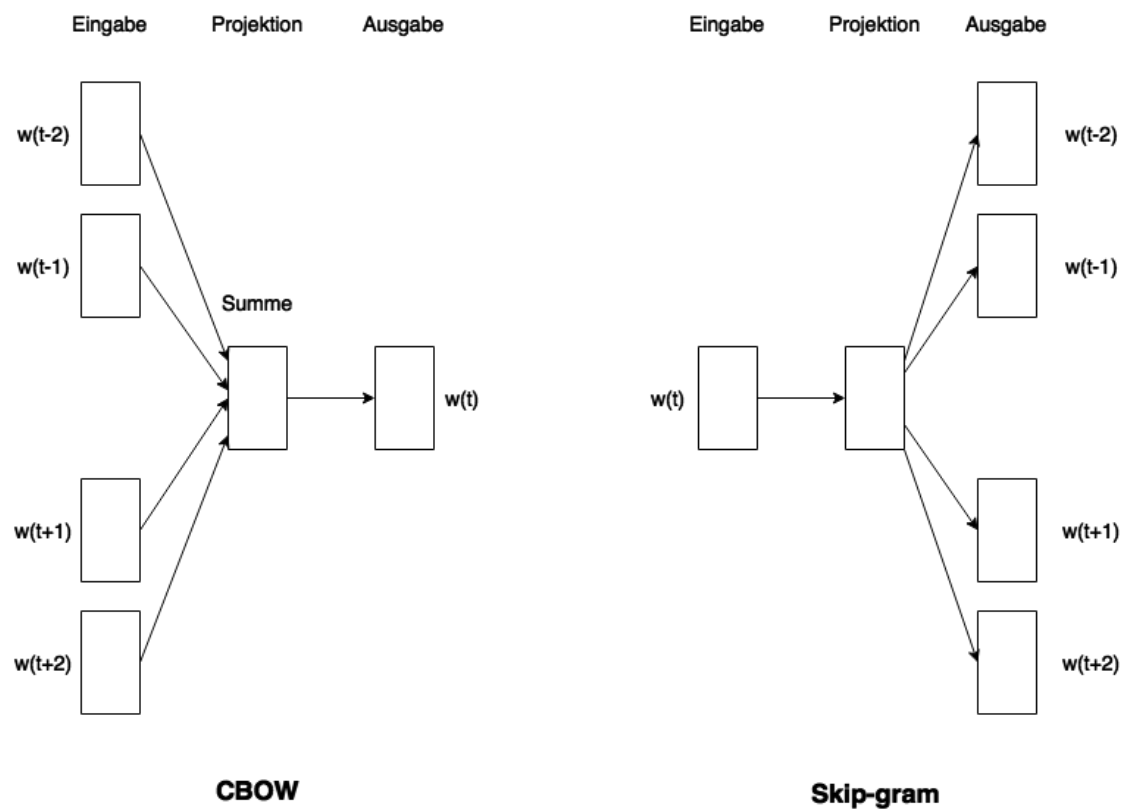 Eingabe Projektion Ausgabe
w(t-2)
w(t-1)
Summe
w(t)
w(t+1)
w(t+2)
CBOW
Eingabe Projektion Ausgabe
w(t-2)
w(t-1)
w(t)
w(t+1)
w(t+2)
Skip-gram